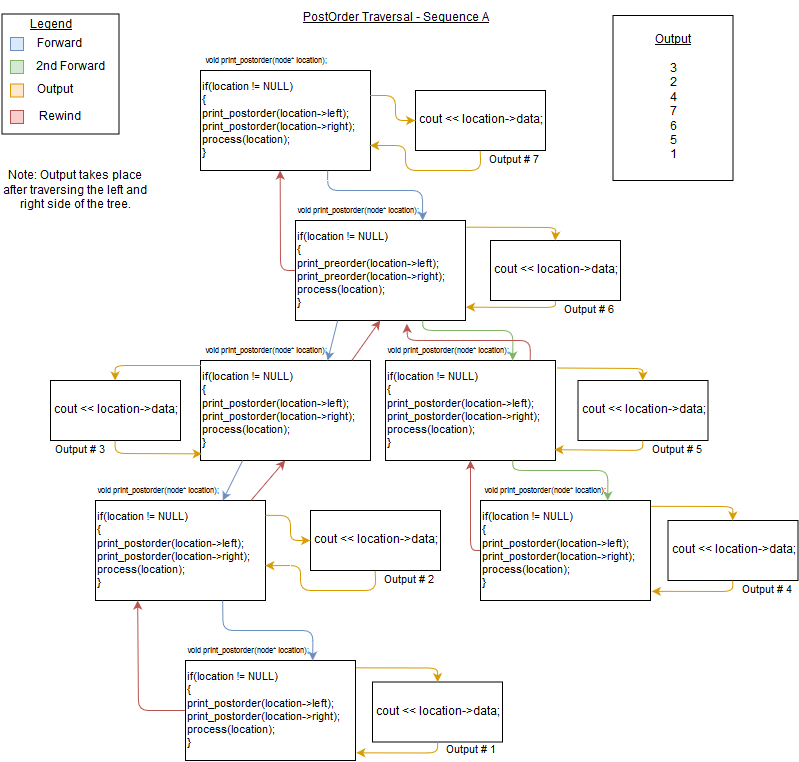 PostOrder Traversal - Sequence A
Legend
Forward
2nd Forward
Output
Rewind
Note: Output takes place
after traversing the left and
right side of the tree.
Output
3
2
4
7
6
5
1
void print_postorder(node* location);
if(location != NULL)
{
print_postorder(location->left);
print_postorder(location->right);
process(location);
}
cout << location->data;
Output # 7
void print_postorder(node* location);
if(location != NULL)
{
print_preorder(location->left);
print_preorder(location->right);
process(location);
}
cout << location->data;
Output # 6
void print_postorder(node* location);
if(location != NULL)
{
print_postorder(location->left);
print_postorder(location->right);
process(location);
}
cout << location->data;
Output # 3
void print_postorder(node* location);
if(location != NULL)
{
print_postorder(location->left);
print_postorder(location->right);
process(location);
}
cout << location->data;
Output # 5
void print_postorder(node* location);
if(location != NULL)
{
print_postorder(location->left);
print_postorder(location->right);
process(location);
}
cout << location->data;
Output # 2
void print_postorder(node* location);
if(location != NULL)
{
print_postorder(location->left);
print_postorder(location->right);
process(location);
}
cout << location->data;
Output # 4
void print_postorder(node* location);
if(location != NULL)
{
print_postorder(location->left);
print_postorder(location->right);
process(location);
}
cout << location->data;
Output # 1